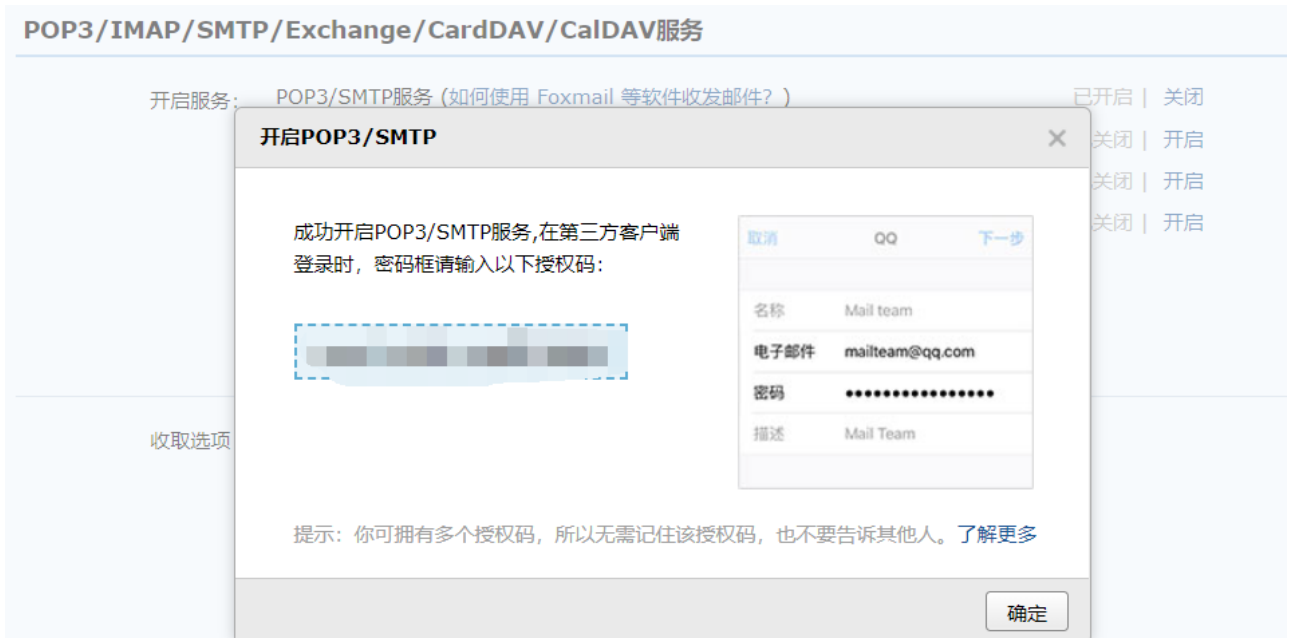 POP3/IMAP/SMTP/Exchange/CardDAV/CalDAV服务
开启服务： POP3/SMTP服务 (如何使用 Foxmail 等软件收发邮件？) 已开启 | 关闭
关闭 | 开启
关闭 | 开启
关闭 | 开启
开启POP3/SMTP
成功开启POP3/SMTP服务,在第三方客户端
登录时，密码框请输入以下授权码：
取消 QQ 下一步
名称 Mail team
电子邮件 mailteam@qq.com
密码 ••••••••••••••••
描述 Mail Team
收取选项
提示：你可拥有多个授权码，所以无需记住该授权码，也不要告诉其他人。了解更多
确定